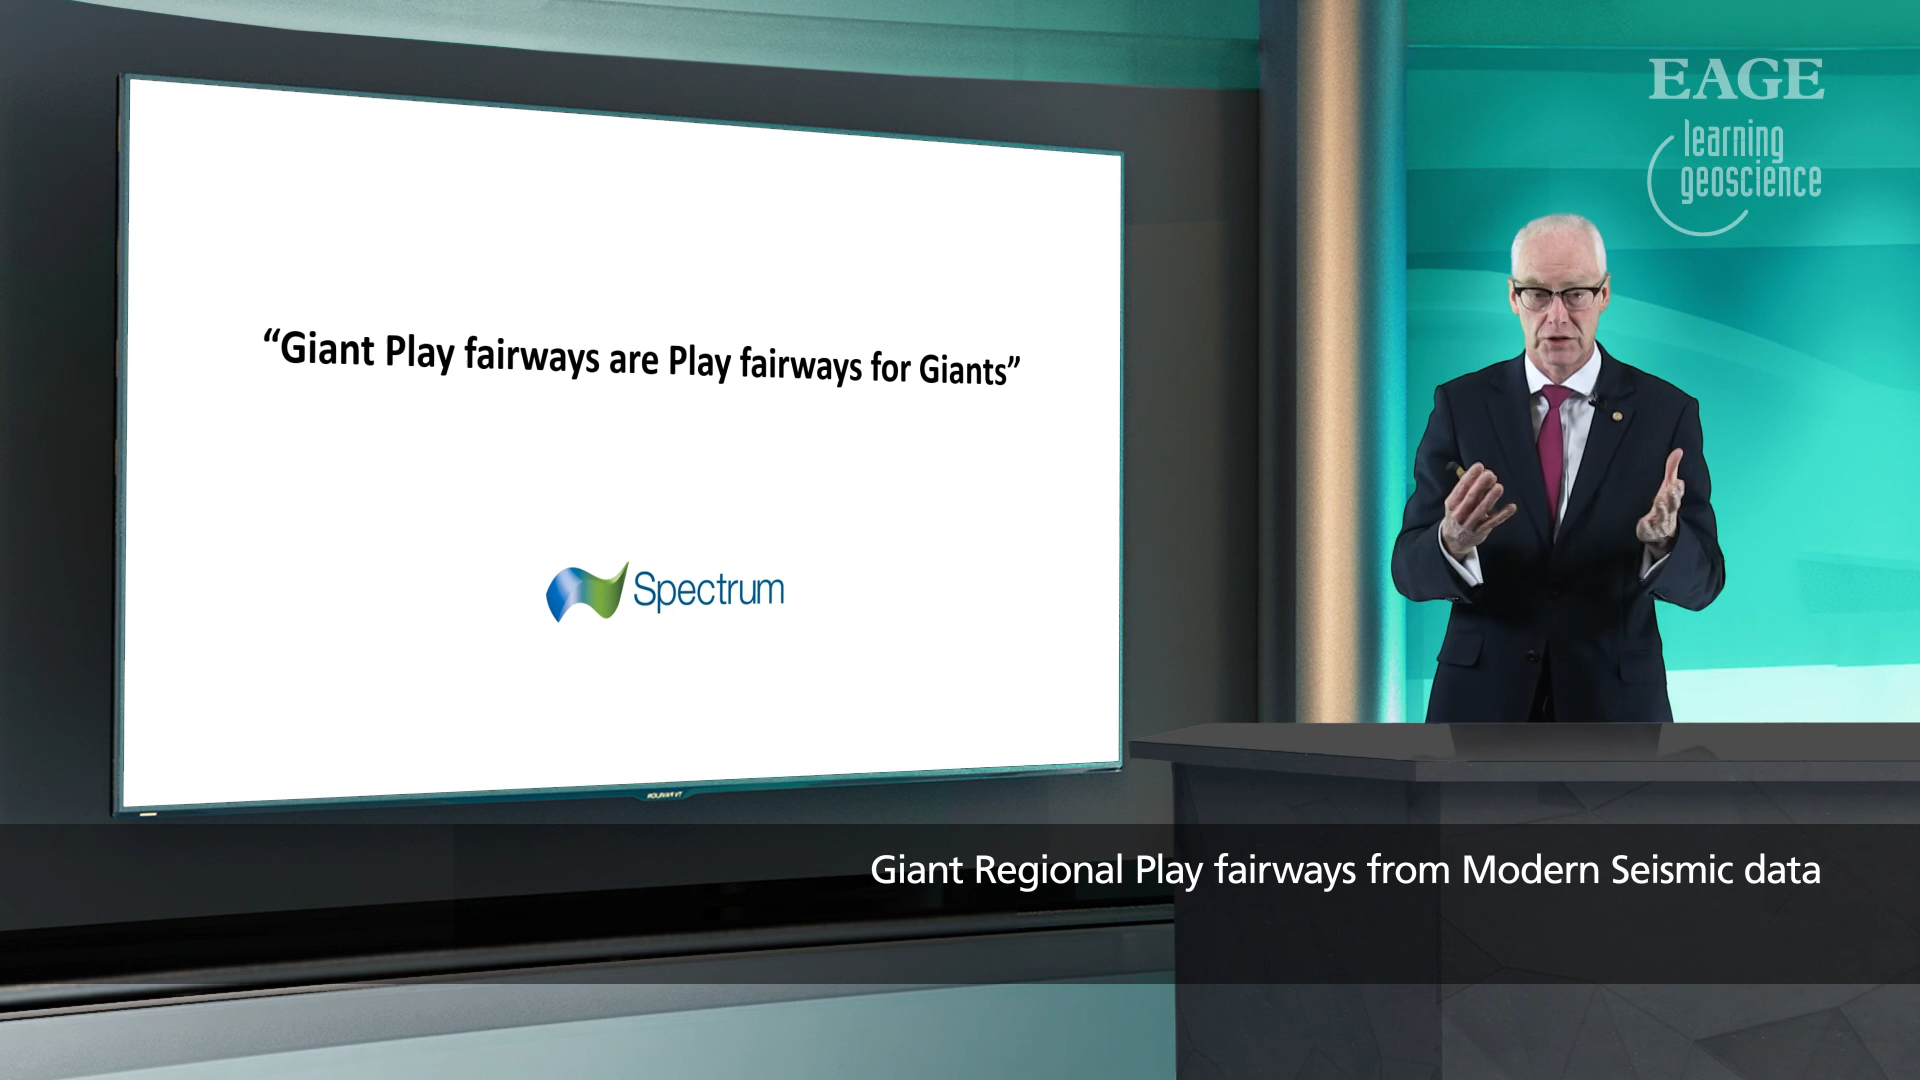 EAGE
learning
geoscience
“Giant Play fairways are Play fairways for Giants”
Spectrum
Giant Regional Play fairways from Modern Seismic data